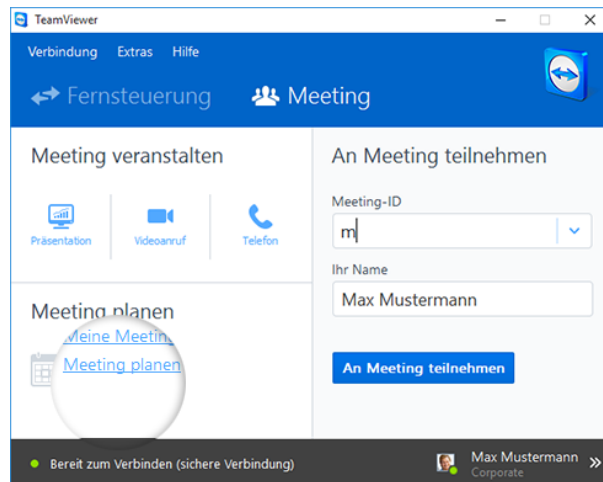 TeamViewer
Verbindung Extras Hilfe
Fernsteuerung Meeting
Meeting veranstalten
Präsentation Videoanruf Telefon
Meeting planen
Meine Meeting
Meeting planen
An Meeting teilnehmen
Meeting-ID
m
Ihr Name
Max Mustermann
An Meeting teilnehmen
Bereit zum Verbinden (sichere Verbindung)
Max Mustermann
Corporate